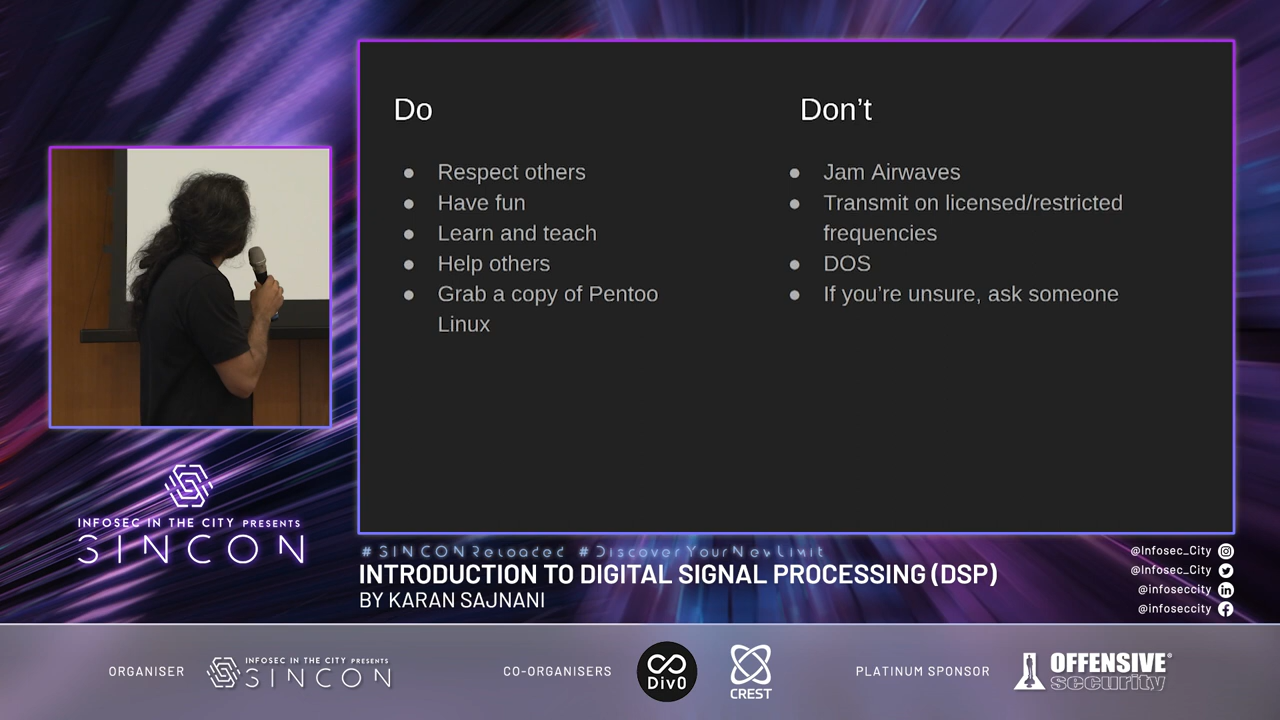 Do
Respect others
Have fun
Learn and teach
Help others
Grab a copy of Pentoo
Linux
Don't
Jam Airwaves
Transmit on licensed/restricted
frequencies
DOS
If you're unsure, ask someone
INFOSEC IN THE CITY PRESENTS
SINCON
#SINCONReloaded #DiscoverYourNewLimit
INTRODUCTION TO DIGITAL SIGNAL PROCESSING (DSP)
BY KARAN SAJNANI
@Infosec_City
@Infosec_City
@infoseccity
@infoseccity
ORGANISER
INFOSEC IN THE CITY PRESENTS
SINCON
CO-ORGANISERS
Div0
CREST
PLATINUM SPONSOR
OFFENSIVE®
security